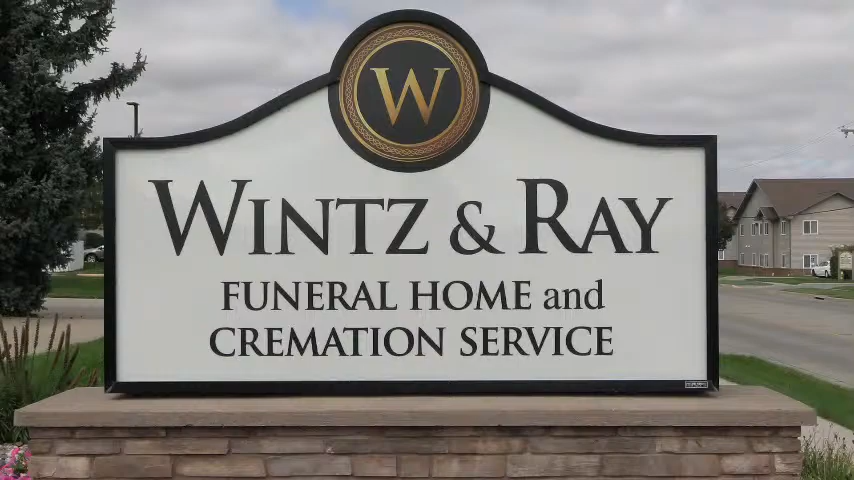 W
WINTZ & RAY
FUNERAL HOME and
CREMATION SERVICE